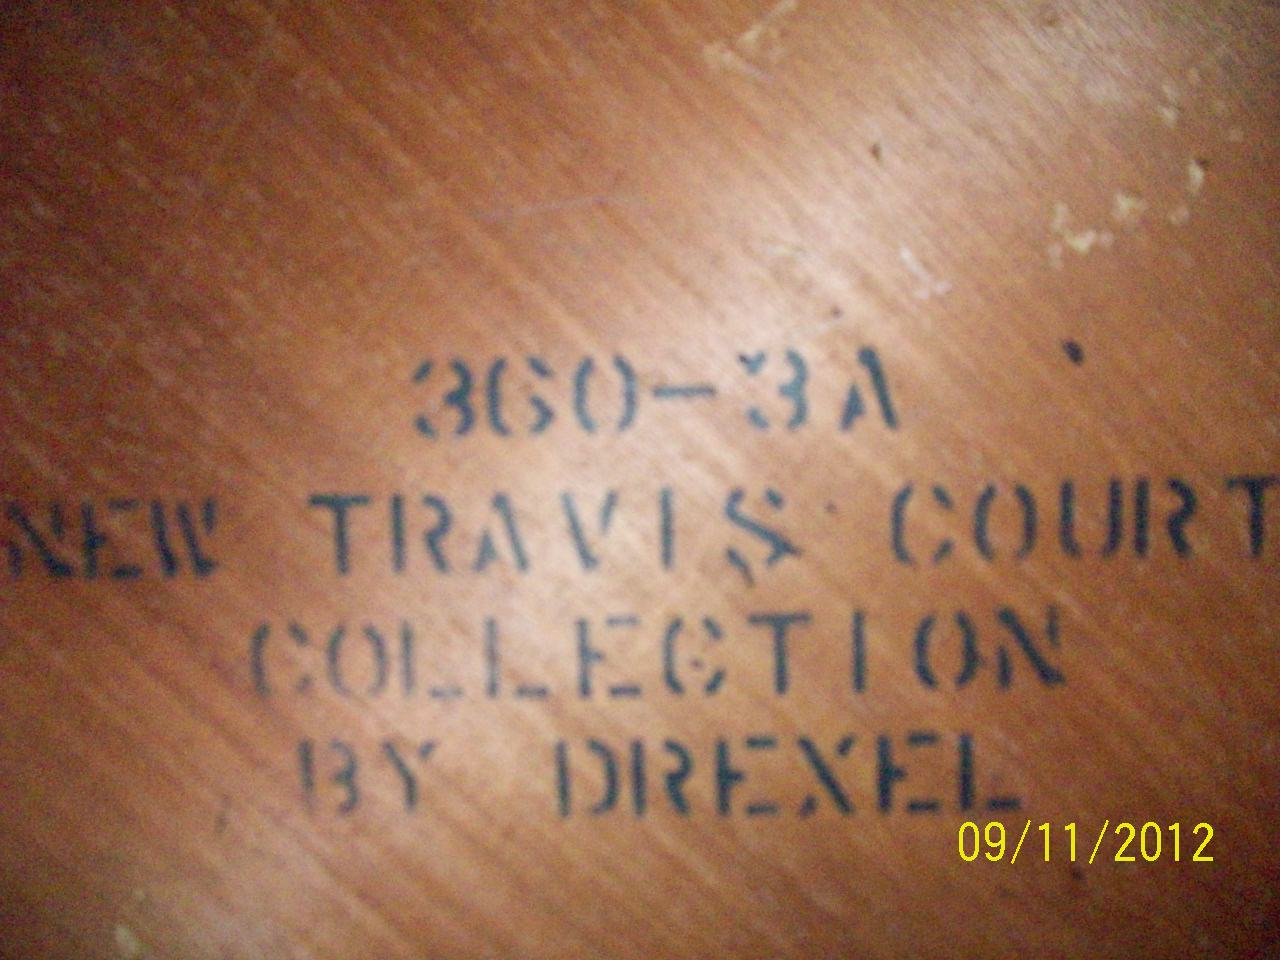 360-3A
NEW TRAVIS COURT
COLLECTION
BY DREXEL
09/11/2012